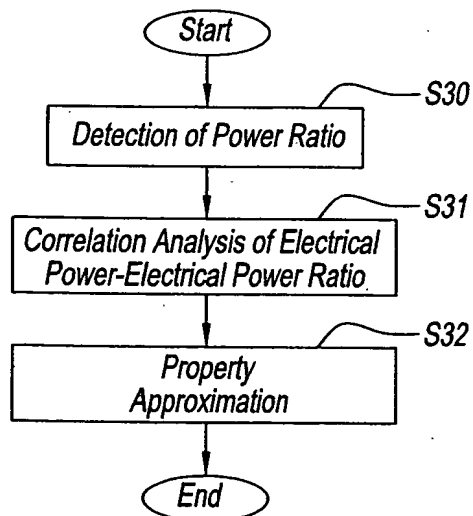 Start
S30
Detection of Power Ratio
S31
Correlation Analysis of Electrical
Power-Electrical Power Ratio
S32
Property
Approximation
End